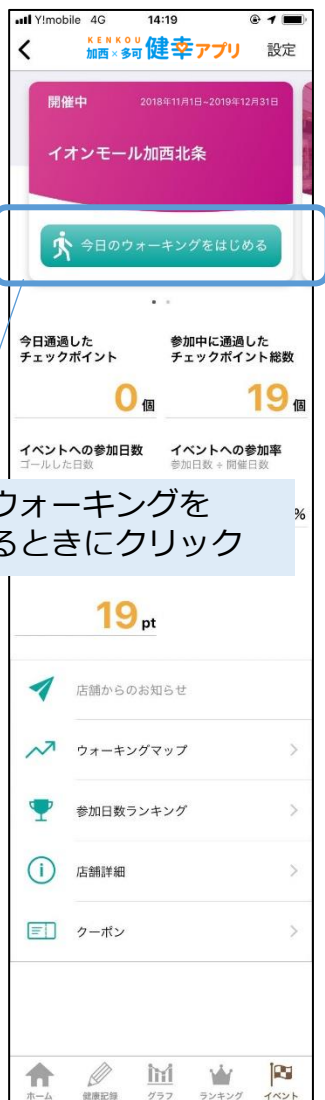 Y!mobile 4G 14:19
KENKOU
加西×多可 健幸アプリ 設定
開催中 2018年11月1日~2019年12月31日
イオンモール加西北条
今日のウォーキングをはじめる
今日通過した
チェックポイント
0個
参加中に通過した
チェックポイント総数
19個
イベントへの参加日数
ゴールした日数
イベントへの参加率
参加日数÷開催日数
%
ウォーキングを
るときにクリック
19pt
店舗からのお知らせ
ウォーキングマップ
参加日数ランキング
店舗詳細
クーポン
ホーム 健康記録 グラフ ランキング イベント